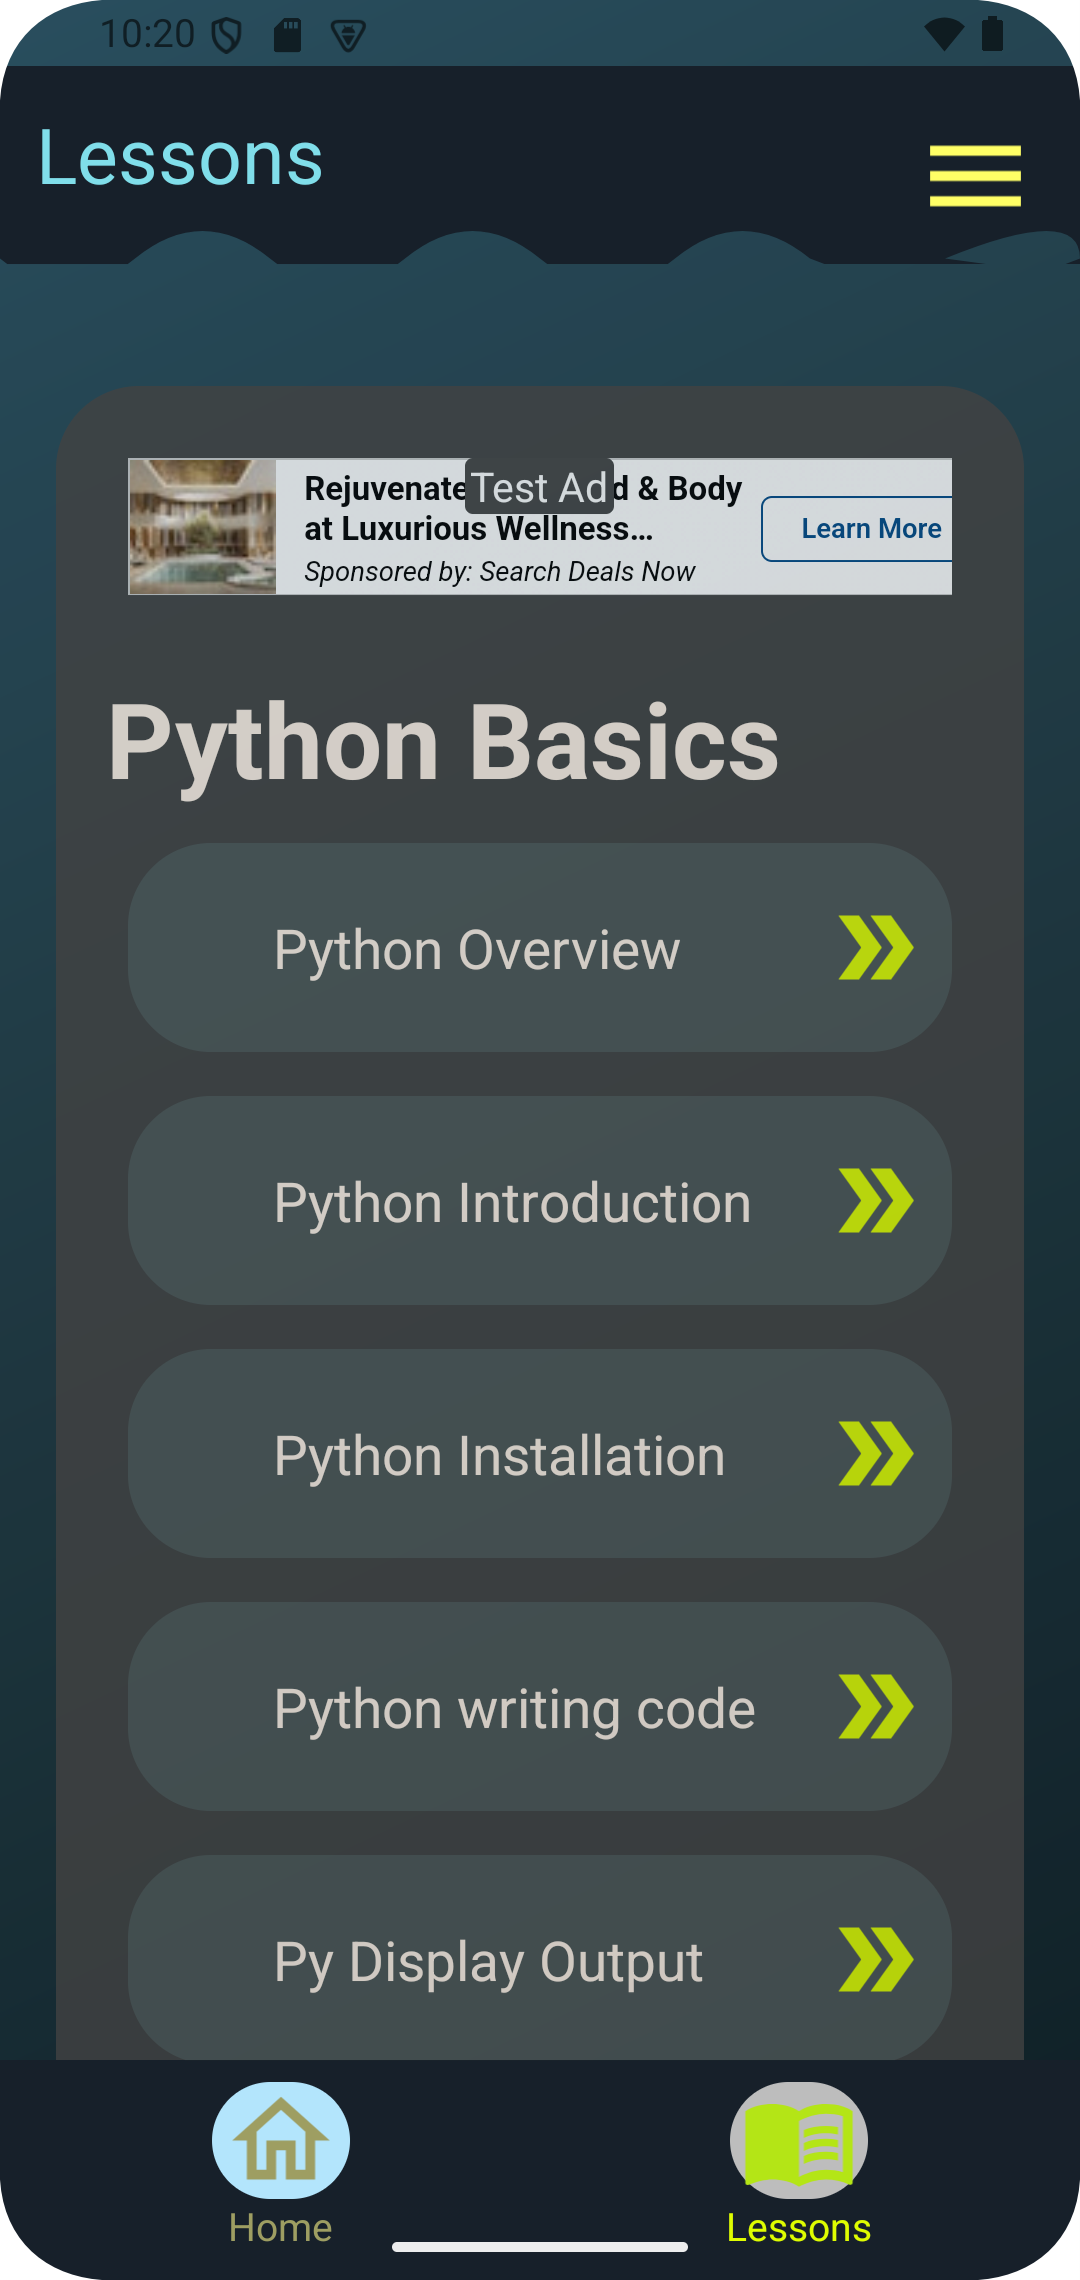 10:20
Lessons
Test Ad
Rejuvenate d & Body
at Luxurious Wellness...
Sponsored by: Search Deals Now
Learn More
Python Basics
Python Overview
Python Introduction
Python Installation
Python writing code
Py Display Output
Home
Lessons